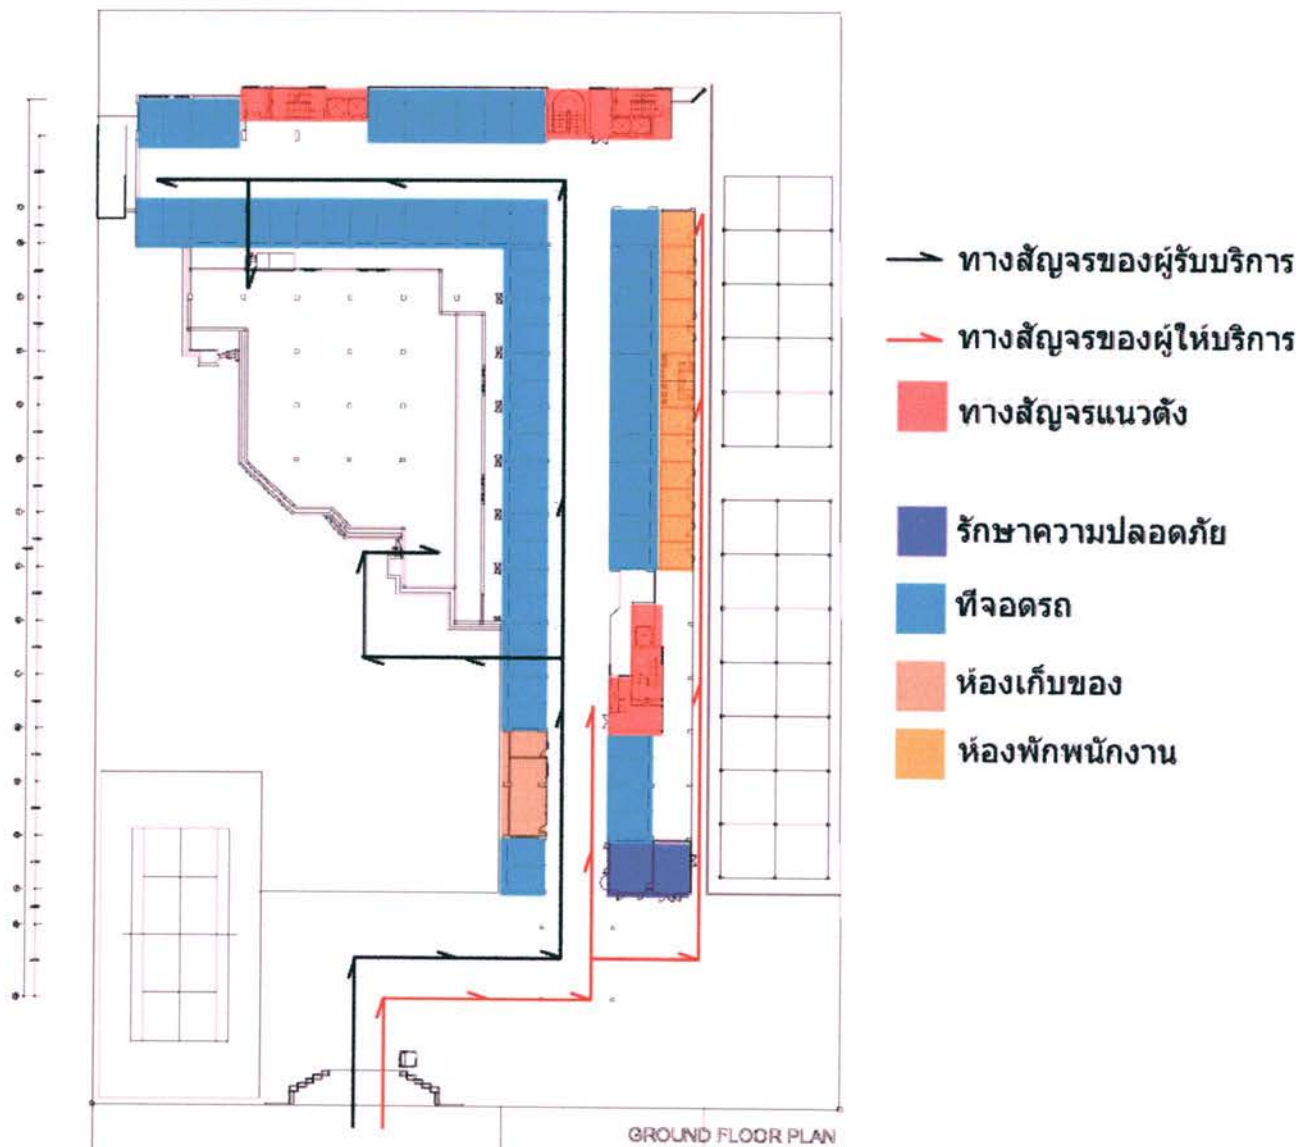 ทางสัญจรของผู้รับบริการ
ทางสัญจรของผู้ให้บริการ
ทางสัญจรแนวตั้ง
รักษาความปลอดภัย
ที่จอดรถ
ห้องเก็บของ
ห้องพักพนักงาน
GROUND FLOOR PLAN